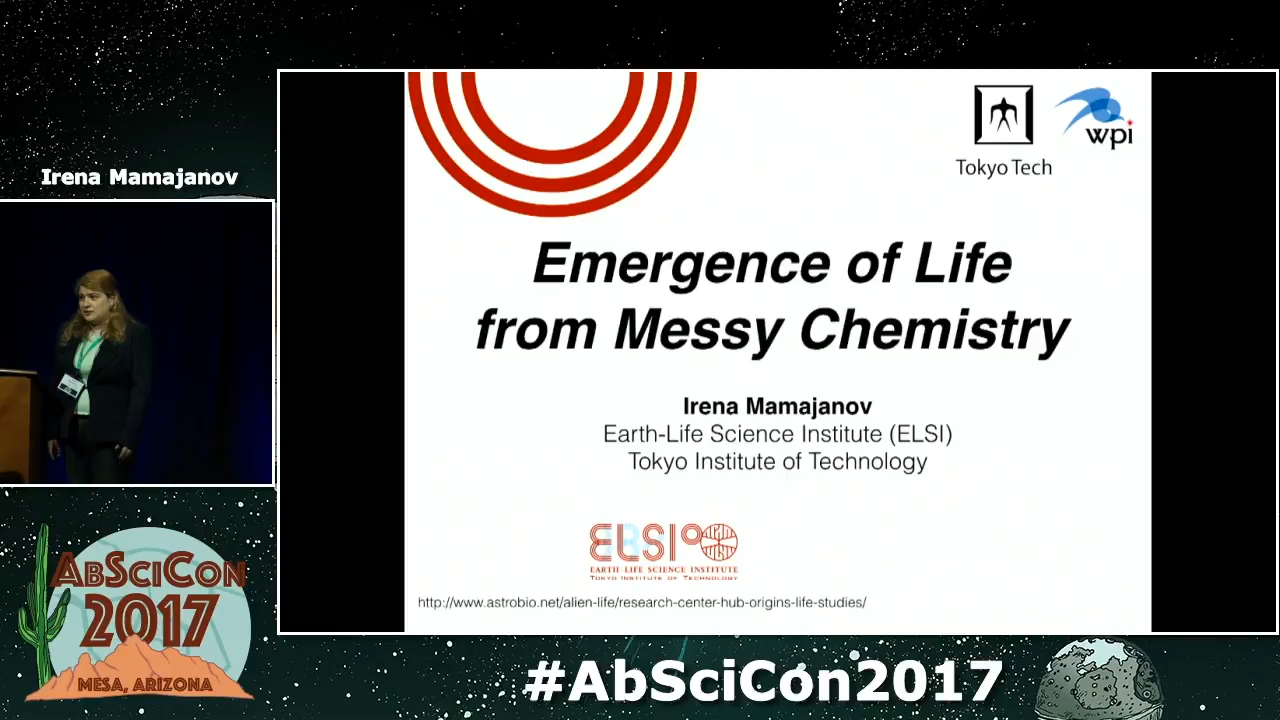 Irena Mamajanov
Tokyo Tech
wpi
Emergence of Life
from Messy Chemistry
Irena Mamajanov
Earth-Life Science Institute (ELSI)
Tokyo Institute of Technology
ELSI
EARTH-LIFE SCIENCE INSTITUTE
TOKYO INSTITUTE OF TECHNOLOGY
http://www.astrobio.net/alien-life/research-center-hub-origins-life-studies/
ABSCICON
2017
MESA, ARIZONA
#AbSciCon2017